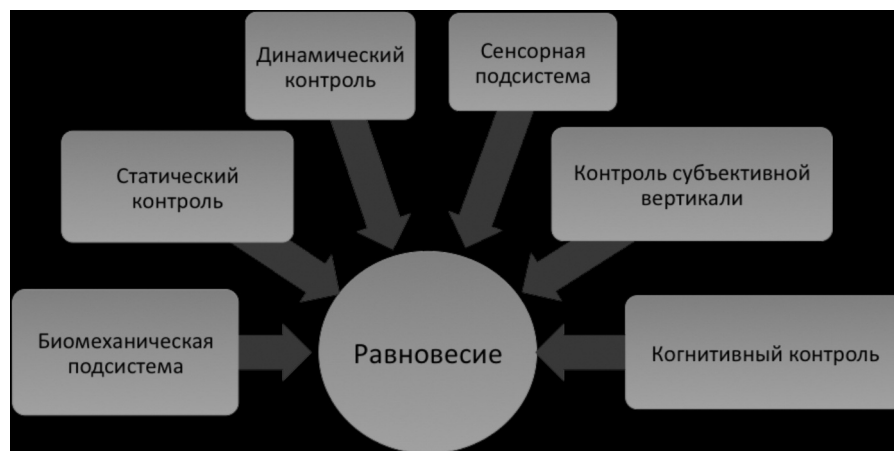 Динамический
контроль
Сенсорная
подсистема
Статический
контроль
Контроль субъективной
вертикали
Биомеханическая
подсистема
Равновесие
Когнитивный контроль